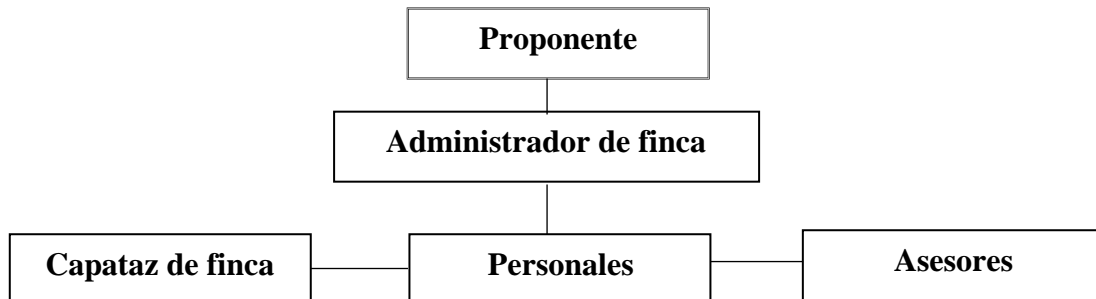 Proponente
Administrador de finca
Capataz de finca
Personales
Asesores